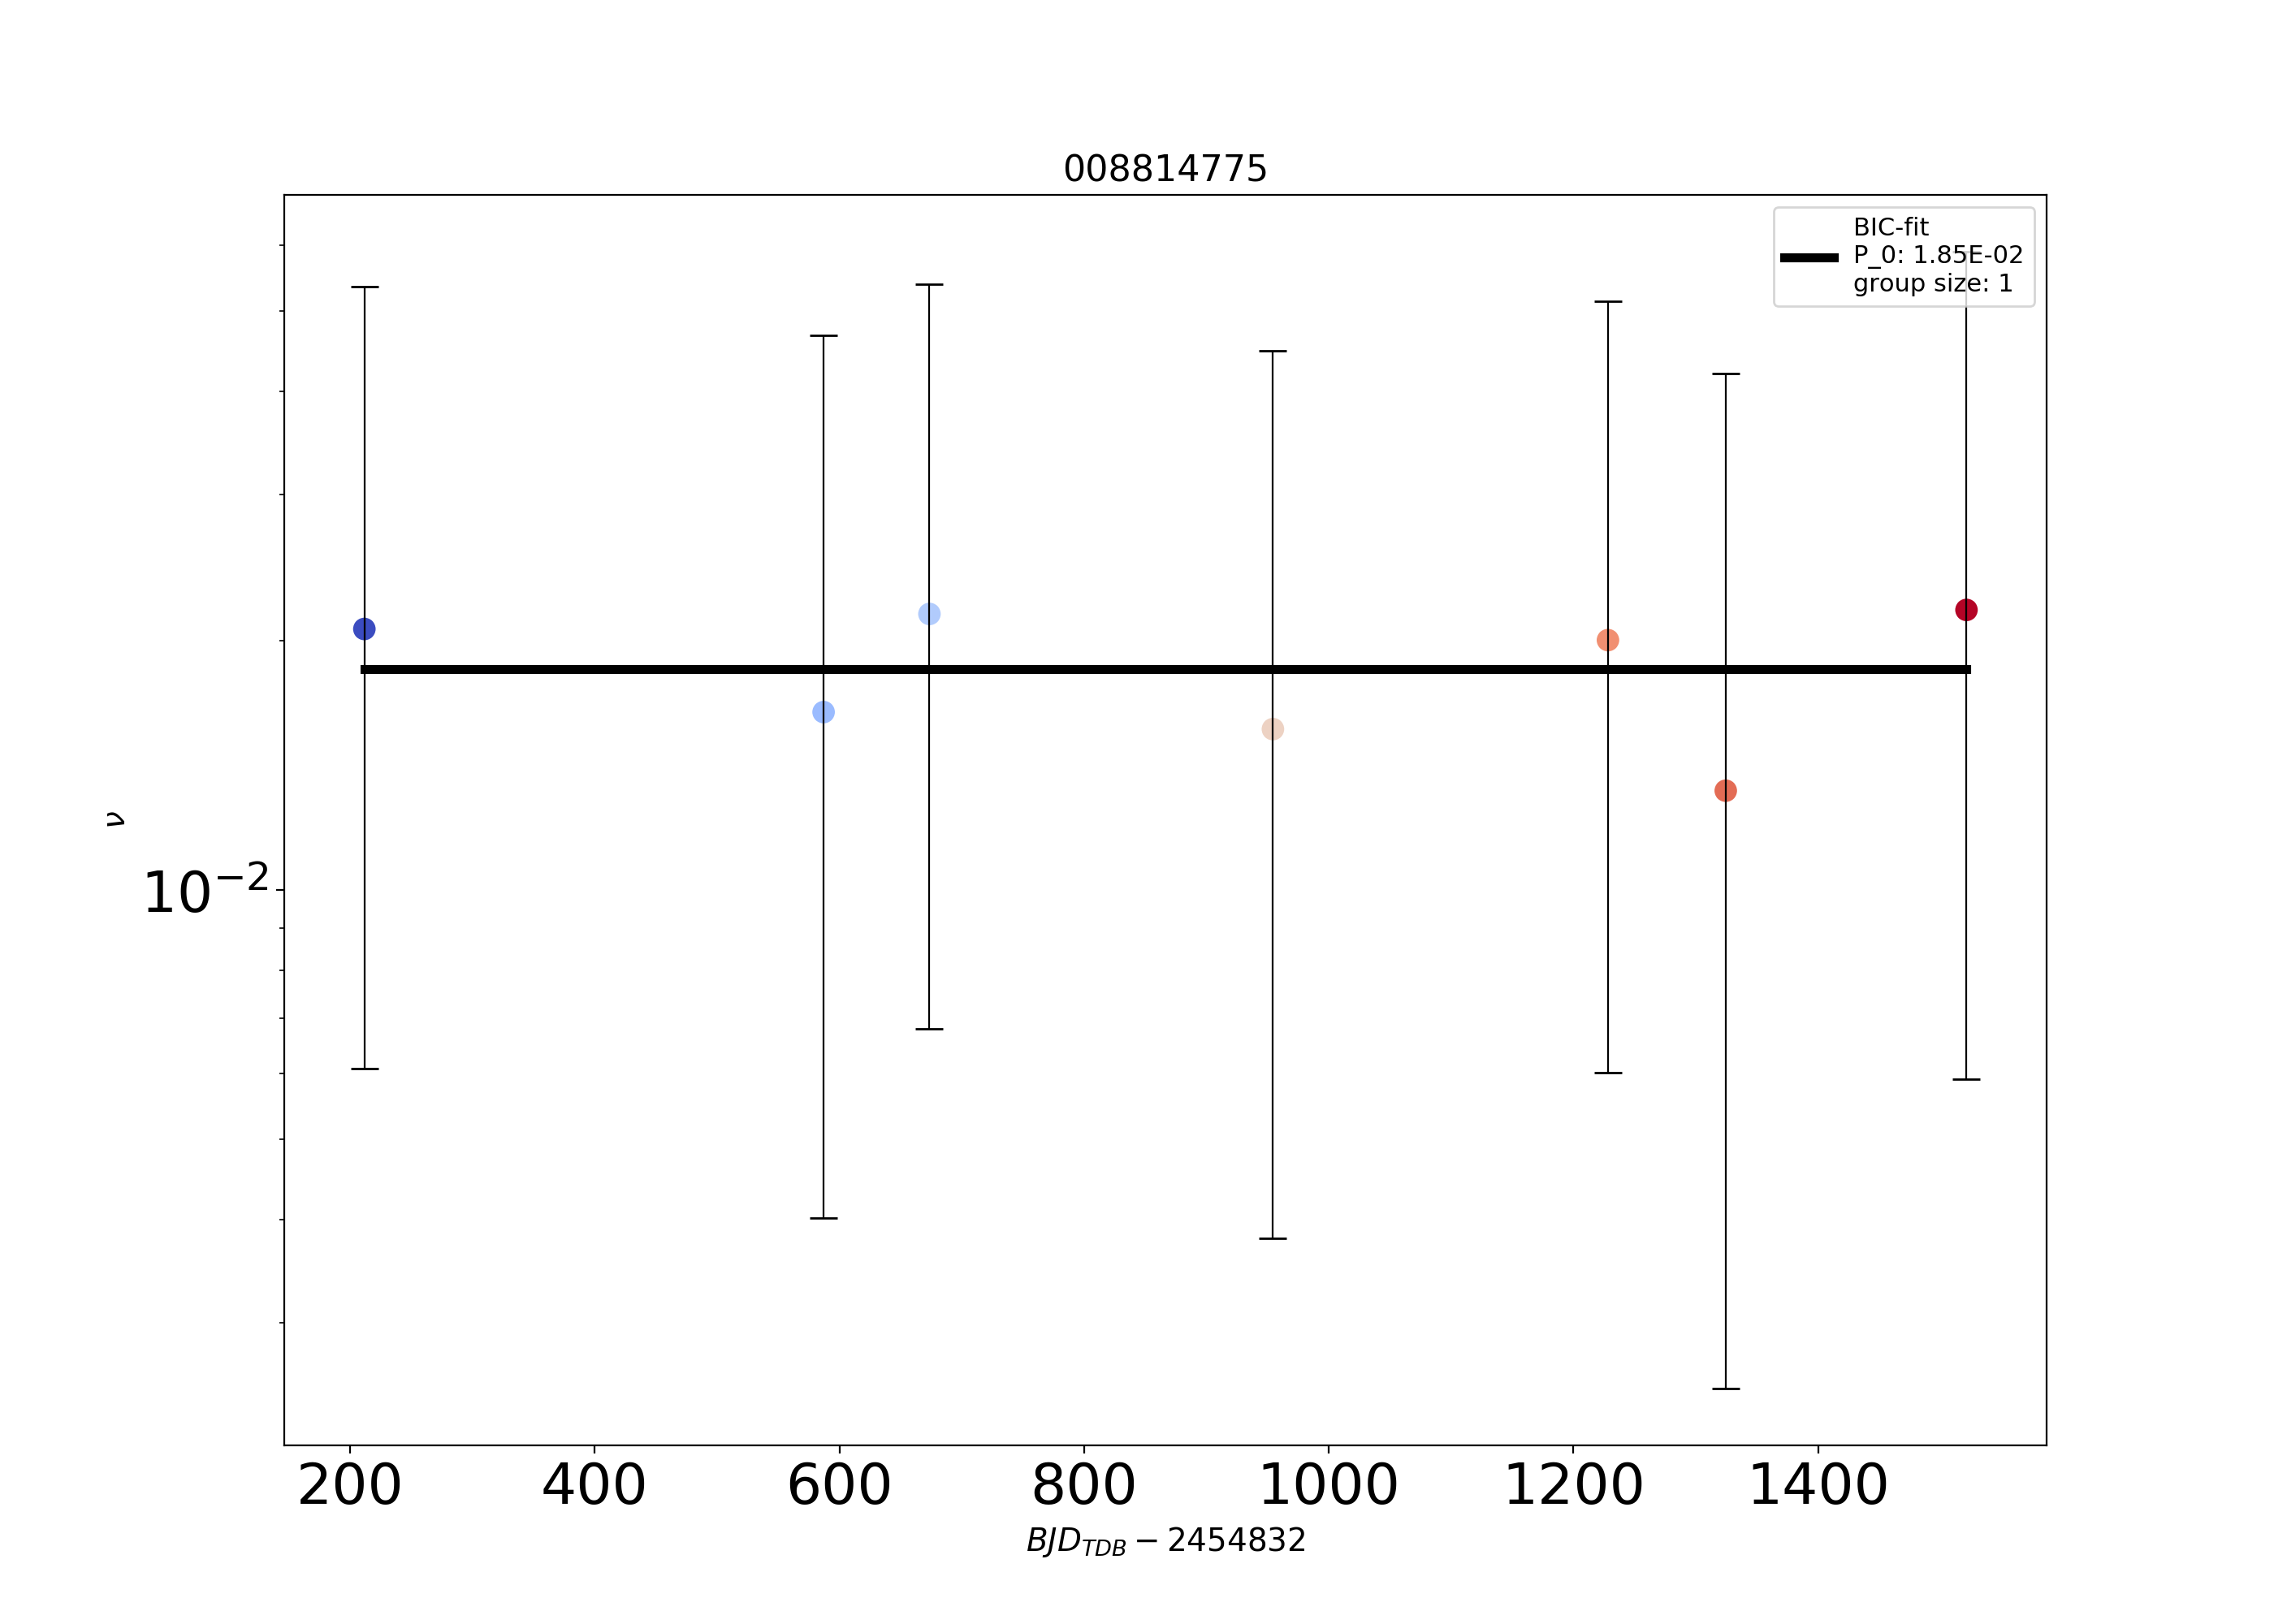 008814775
BIC-fit
P_0: 1.85E-02
group size: 1
ν
10⁻²
200 400 600 800 1000 1200 1400
BJD_TDB − 2454832